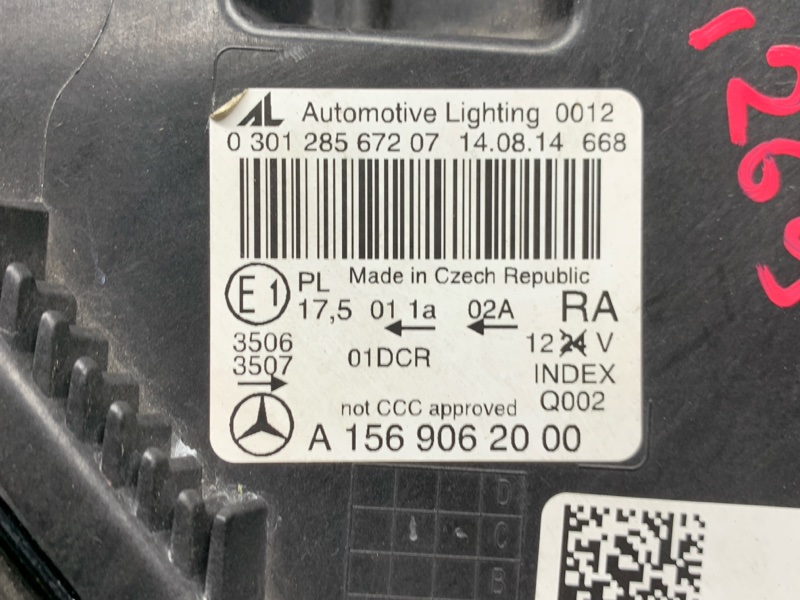 AL Automotive Lighting 0012
0 301 285 672 07 14.08.14 668
E1 PL Made in Czech Republic
17,5 01 1a 02A RA
3506
3507 01DCR 12 24 V
INDEX
not CCC approved Q002
A 156 906 20 00
D
C
B